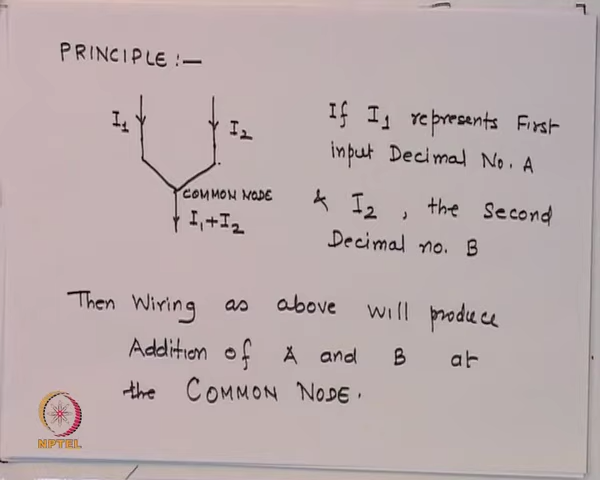 PRINCIPLE :—
I1 I2
COMMON NODE
I1+I2
If I1 represents First
input Decimal No. A
& I2, the Second
Decimal no. B
Then Wiring as above will produce
Addition of A and B at
the COMMON NODE.
NPTEL